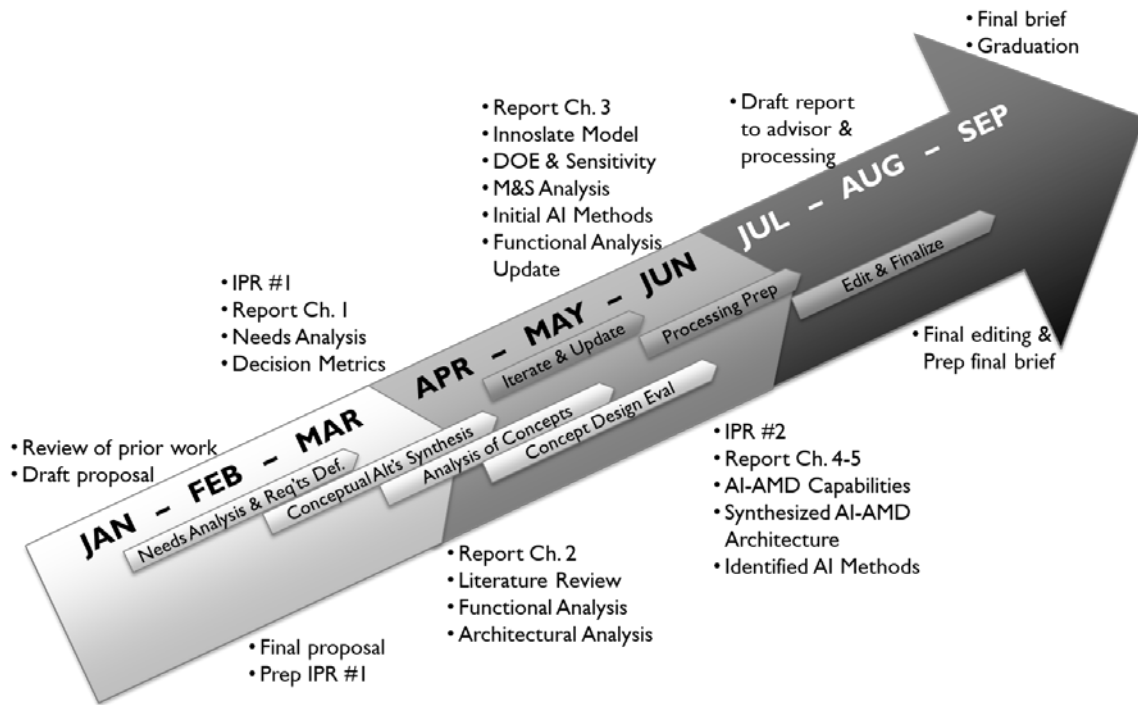 • Final brief
• Graduation
• Report Ch. 3
• Innoslate Model
• DOE & Sensitivity
• M&S Analysis
• Initial AI Methods
• Functional Analysis
Update
• Draft report
to advisor &
processing
• IPR #1
• Report Ch. 1
• Needs Analysis
• Decision Metrics
• Review of prior work
• Draft proposal
JAN – FEB – MAR
APR – MAY – JUN
JUL – AUG – SEP
Needs Analysis & Req'ts Def.
Conceptual Alt's Synthesis
Analysis of Concepts
Concept Design Eval
Iterate & Update
Processing Prep
Edit & Finalize
• Final editing &
Prep final brief
• IPR #2
• Report Ch. 4-5
• AI-AMD Capabilities
• Synthesized AI-AMD
Architecture
• Identified AI Methods
• Report Ch. 2
• Literature Review
• Functional Analysis
• Architectural Analysis
• Final proposal
• Prep IPR #1